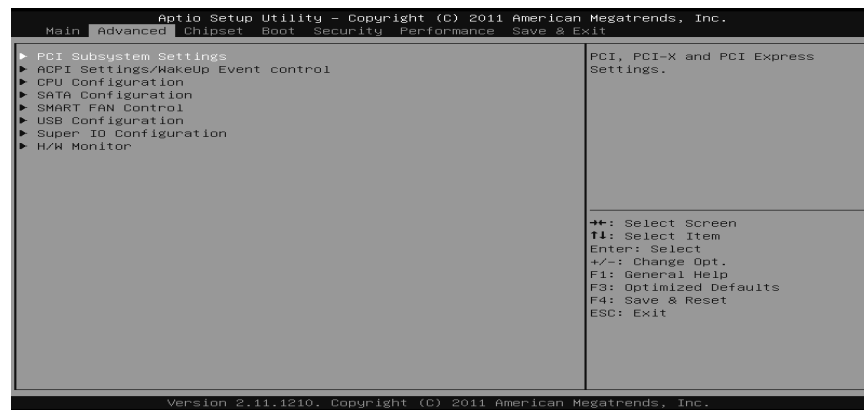 Aptio Setup Utility – Copyright (C) 2011 American Megatrends, Inc.
Main Advanced Chipset Boot Security Performance Save & Exit
► PCI Subsystem Settings
► ACPI Settings/WakeUp Event control
► CPU Configuration
► SATA Configuration
► SMART FAN Control
► USB Configuration
► Super IO Configuration
► H/W Monitor
PCI, PCI-X and PCI Express
Settings.
→←: Select Screen
↑↓: Select Item
Enter: Select
+/-: Change Opt.
F1: General Help
F3: Optimized Defaults
F4: Save & Reset
ESC: Exit
Version 2.11.1210. Copyright (C) 2011 American Megatrends, Inc.